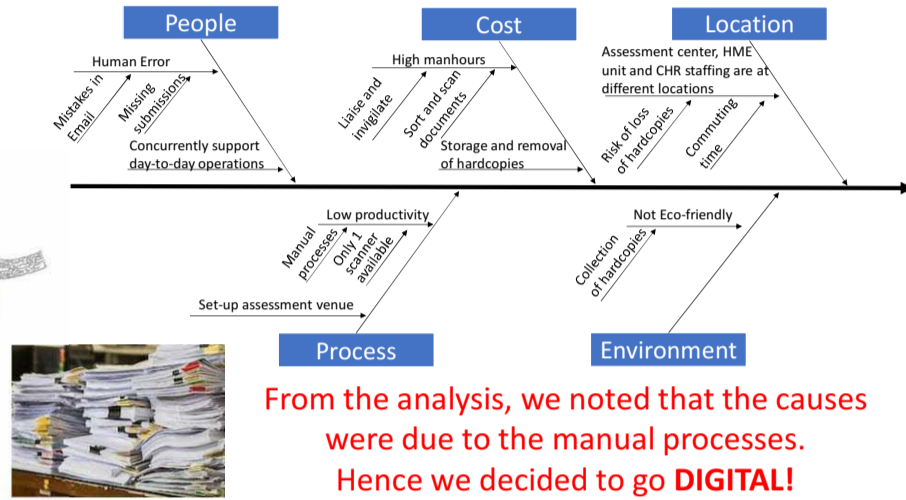 People
Human Error
Mistakes in
Email
Missing
submissions
Concurrently support
day-to-day operations
Cost
High manhours
Liaise and
invigilate
Sort and scan
documents
Storage and removal
of hardcopies
Location
Assessment center, HME
unit and CHR staffing are at
different locations
Risk of loss
of hardcopies
Commuting
time
Low productivity
Manual
processes
Only 1
scanner
available
Set-up assessment venue
Process
Not Eco-friendly
Collection
of hardcopies
Environment
From the analysis, we noted that the causes
were due to the manual processes.
Hence we decided to go DIGITAL!